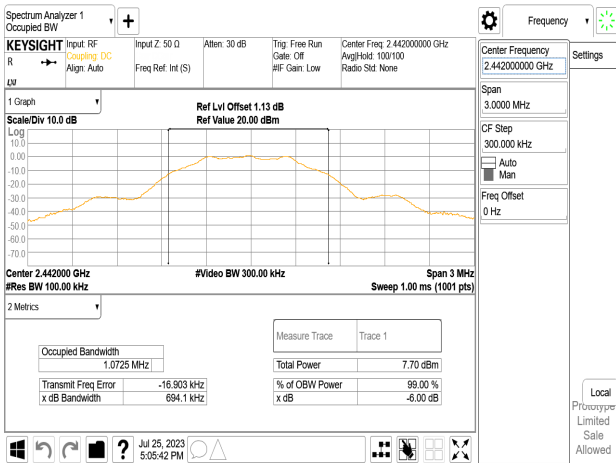 Spectrum Analyzer 1
Occupied BW
Frequency
KEYSIGHT
R
Input: RF
Coupling: DC
Align: Auto
Input Z: 50 Ω
Freq Ref: Int (S)
Atten: 30 dB
Trig: Free Run
Gate: Off
#IF Gain: Low
Center Freq: 2.442000000 GHz
Avg|Hold: 100/100
Radio Std: None
Center Frequency
2.442000000 GHz
Settings
Span
3.0000 MHz
CF Step
300.000 kHz
Auto
Man
Freq Offset
0 Hz
1 Graph
Scale/Div 10.0 dB
Ref Lvl Offset 1.13 dB
Ref Value 20.00 dBm
Log
10.0
0.00
-10.0
-20.0
-30.0
-40.0
-50.0
-60.0
-70.0
Center 2.442000 GHz
#Res BW 100.00 kHz
#Video BW 300.00 kHz
Span 3 MHz
Sweep 1.00 ms (1001 pts)
2 Metrics
Measure Trace Trace 1
Occupied Bandwidth
1.0725 MHz
Total Power 7.70 dBm
Transmit Freq Error -16.903 kHz
% of OBW Power 99.00 %
x dB Bandwidth 694.1 kHz
x dB -6.00 dB
Local
Prototype
Limited
Sale
Allowed
Jul 25, 2023
5:05:42 PM